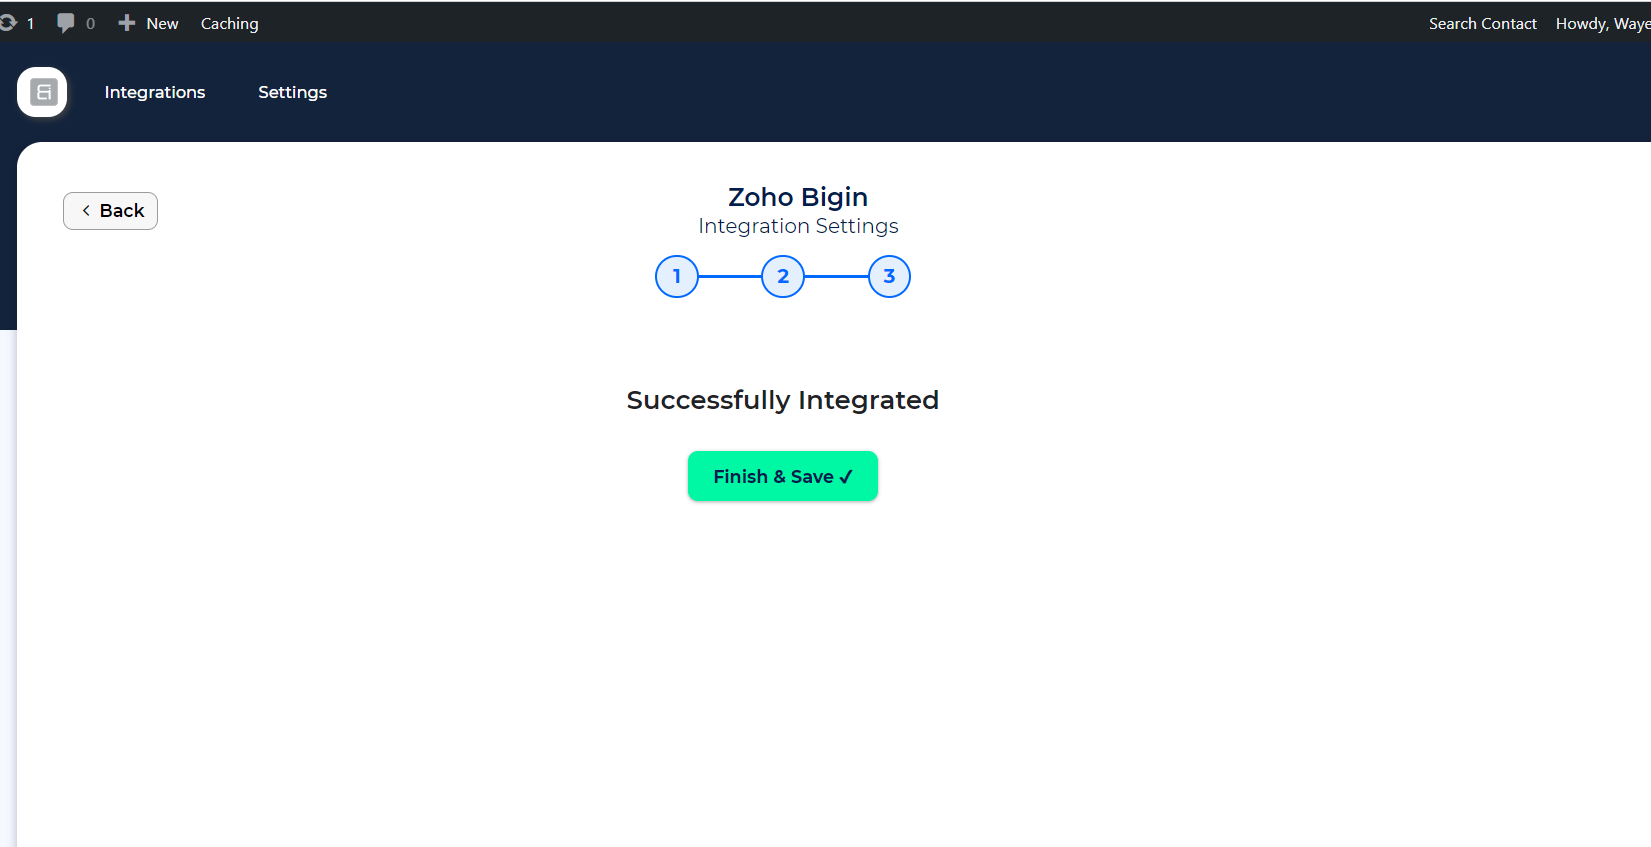 1 0 New Caching Search Contact Howdy,
Integrations Settings
Back
Zoho Bigin
Integration Settings
1 2 3
Successfully Integrated
Finish & Save ✓